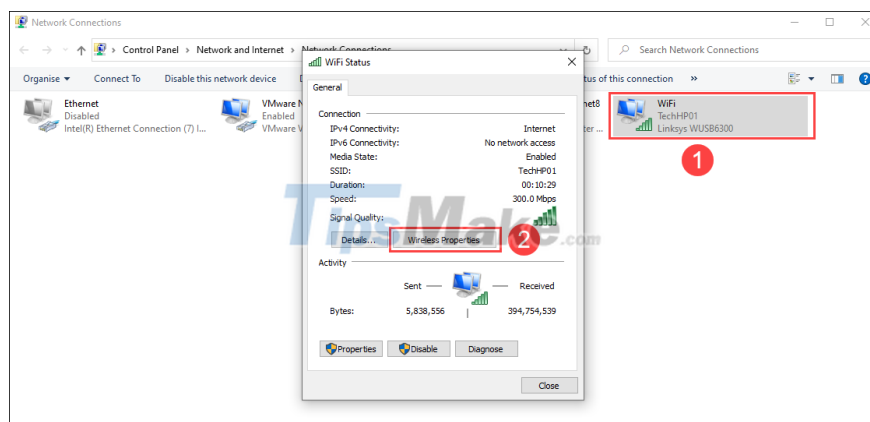 Network Connections
Control Panel > Network and Internet > Network Connections
Search Network Connections
Organise
Connect To
Disable this network device
tus of this connection
»
Ethernet
Disabled
Intel(R) Ethernet Connection (7) I...
VMware N
Enabled
VMware V
net8
ter ...
WiFi
TechHP01
Linksys WUSB6300
1
WiFi Status
General
Connection
IPv4 Connectivity: Internet
IPv6 Connectivity: No network access
Media State: Enabled
SSID: TechHP01
Duration: 00:10:29
Speed: 300.0 Mbps
Signal Quality:
Details... Wireless Properties
2
TipsMake.com
Activity
Sent — — Received
Bytes: 5,838,556 | 394,754,539
Properties Disable Diagnose
Close